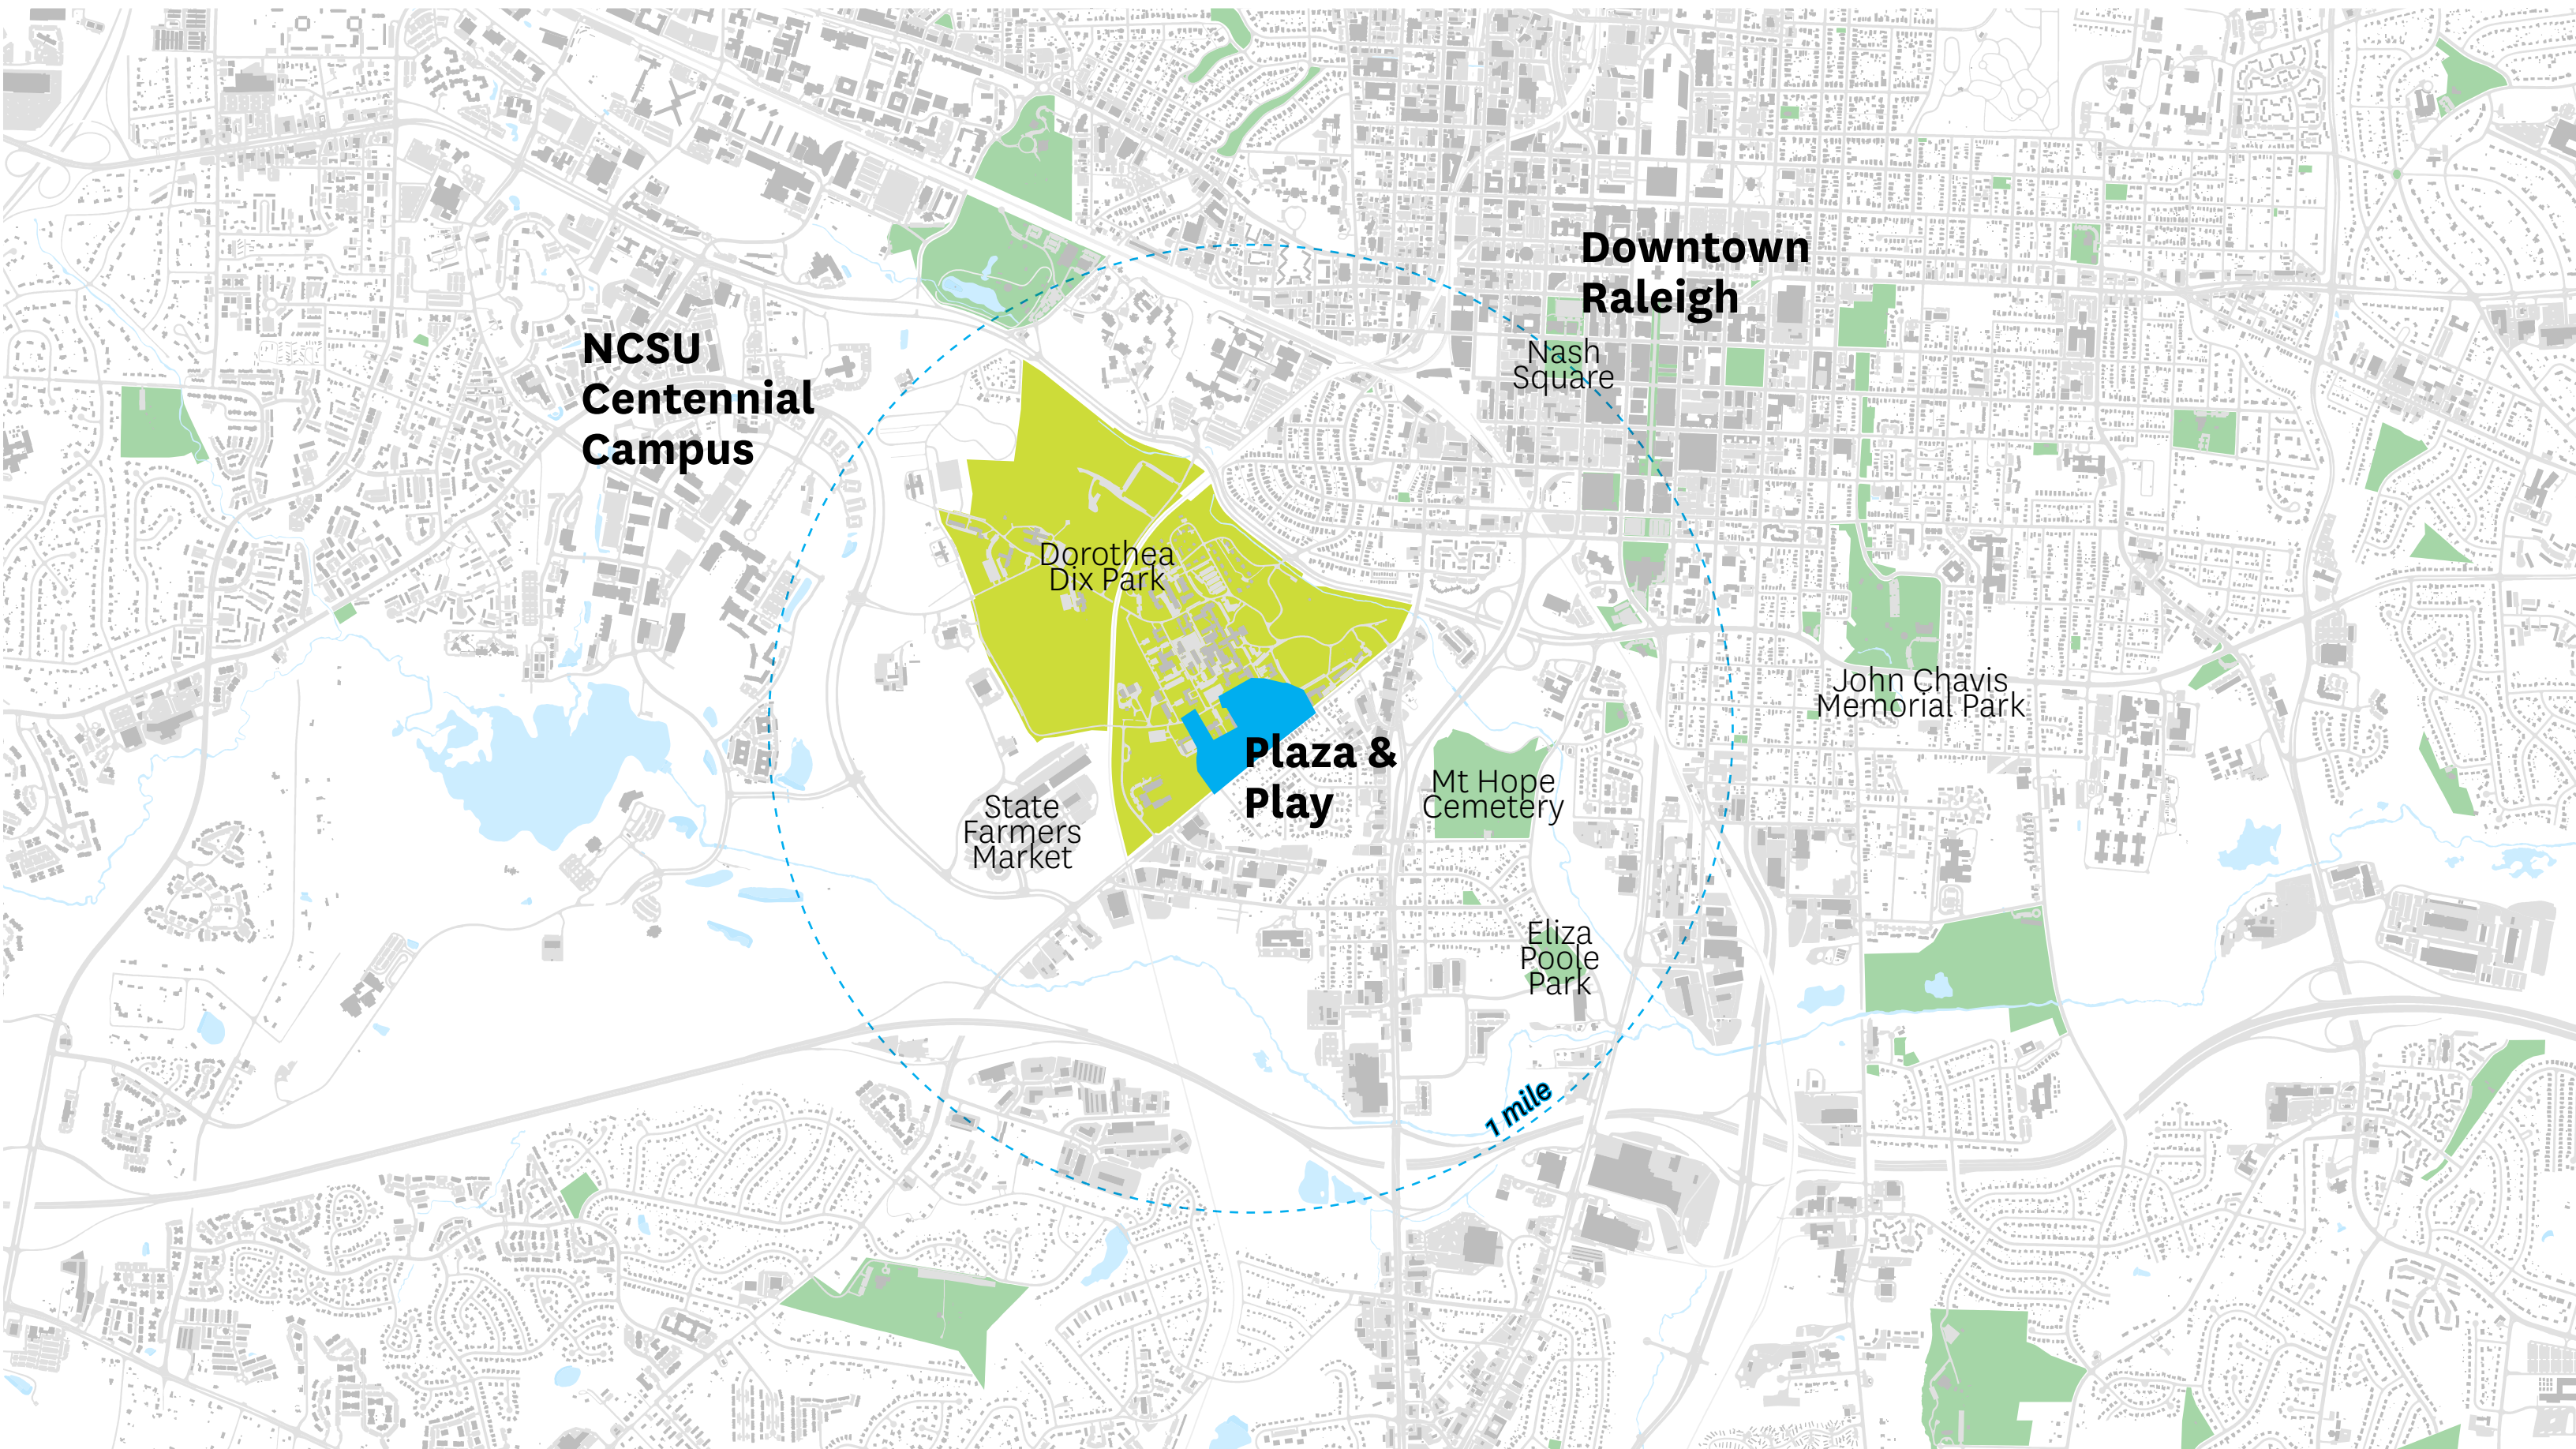 Downtown
Raleigh
NCSU
Centennial
Campus
Nash
Square
Dorothea
Dix Park
John Chavis
Memorial Park
Plaza &
Play
Mt Hope
Cemetery
State
Farmers
Market
Eliza
Poole
Park
1 mile